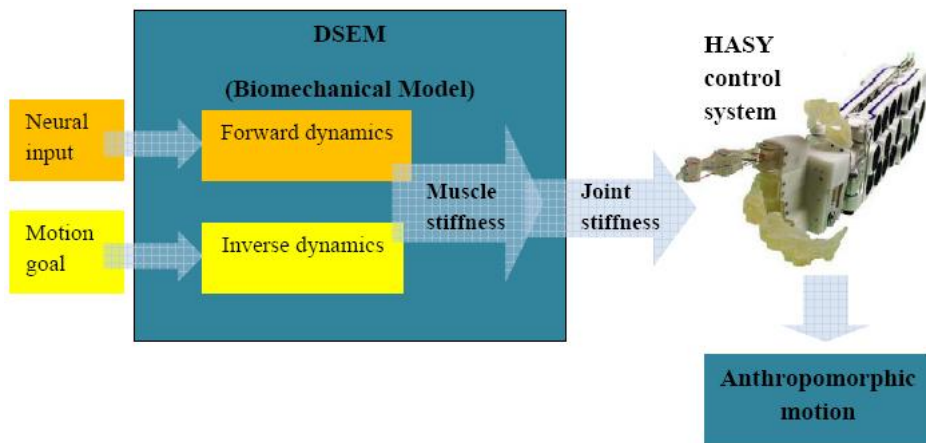 DSEM
(Biomechanical Model)
Neural
input
Forward dynamics
Motion
goal
Inverse dynamics
Muscle
stiffness
Joint
stiffness
HASY
control
system
Anthropomorphic
motion